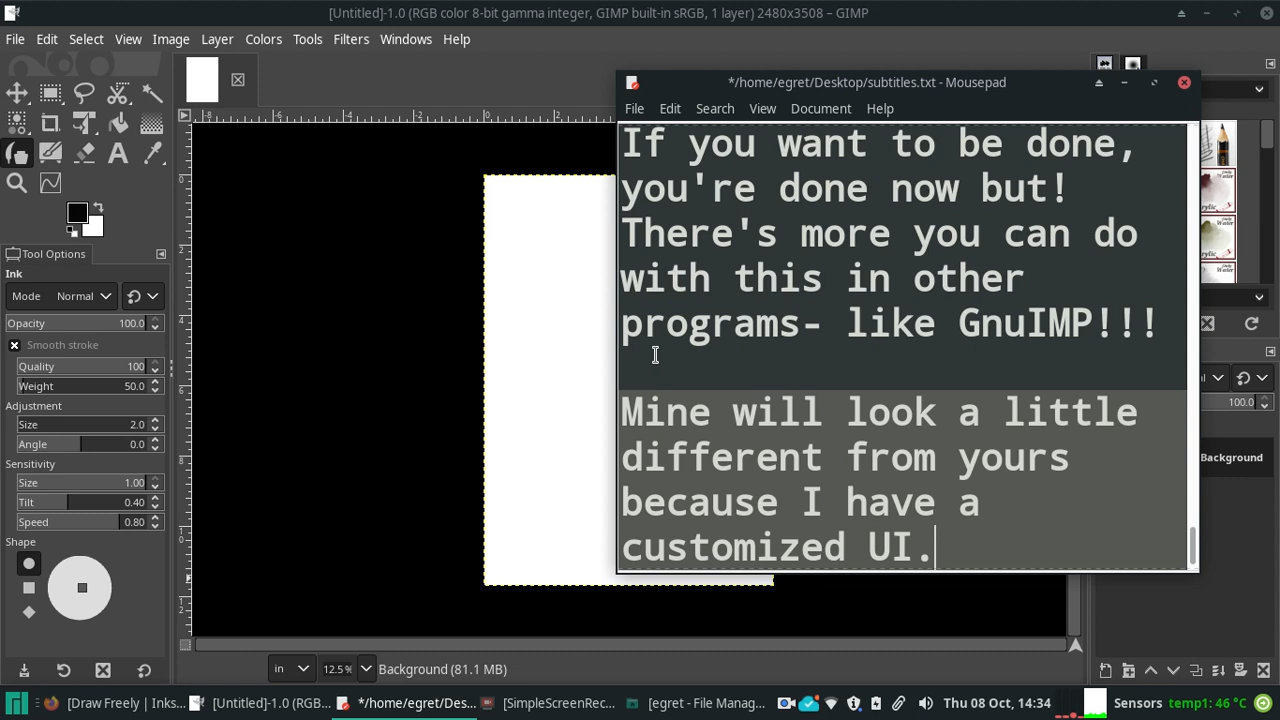 [Untitled]-1.0 (RGB color 8-bit gamma integer, GIMP built-in sRGB, 1 layer) 2480x3508 – GIMP
File Edit Select View Image Layer Colors Tools Filters Windows Help
*/home/egret/Desktop/subtitles.txt - Mousepad
File Edit Search View Document Help
If you want to be done,
you're done now but!
There's more you can do
with this in other
programs- like GnuIMP!!!
Mine will look a little
different from yours
because I have a
customized UI.
Tool Options
Ink
Mode Normal
Opacity 100.0
Smooth stroke
Quality 100
Weight 50.0
Adjustment
Size 2.0
Angle 0.0
Sensitivity
Size 1.00
Tilt 0.40
Speed 0.80
Shape
100.0
Background
in 12.5% Background (81.1 MB)
[Draw Freely | Inks... [Untitled]-1.0 (RGB... */home/egret/Des... [SimpleScreenRec... [egret - File Manag... Thu 08 Oct, 14:34 Sensors temp1: 46 °C